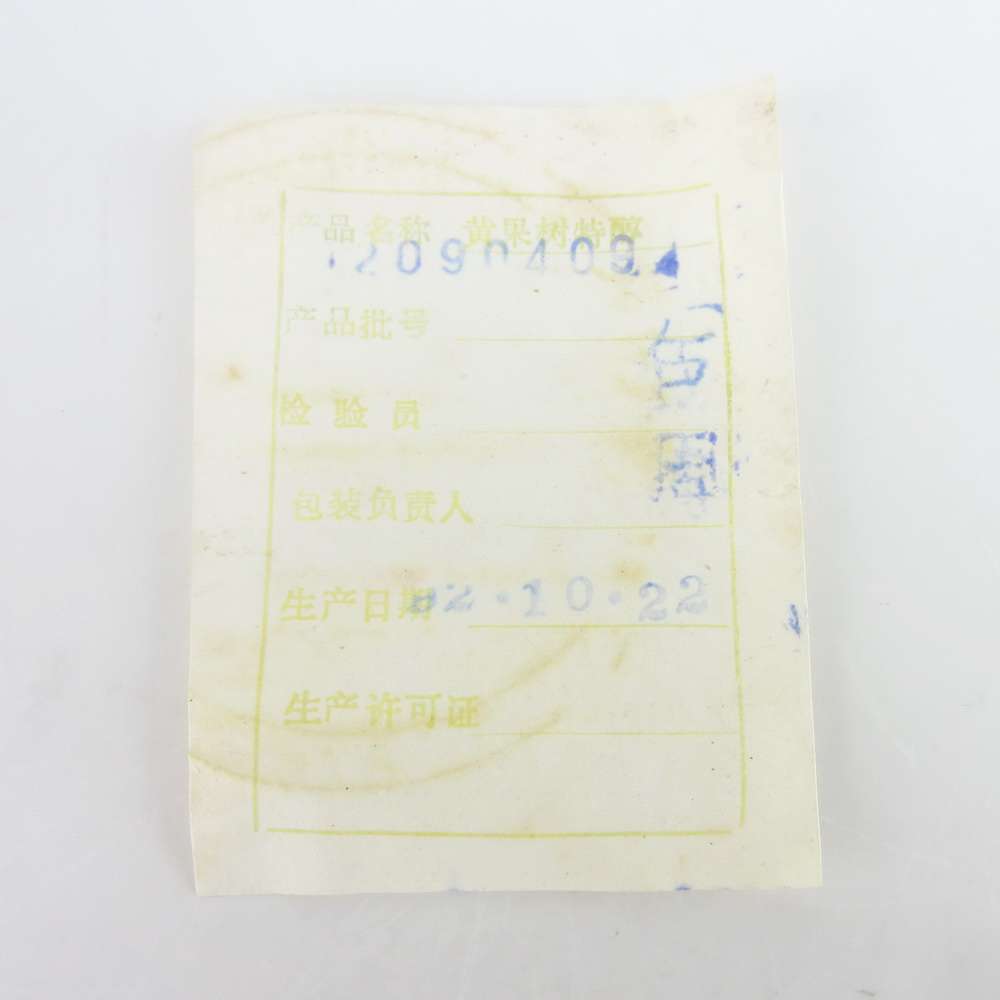 产品名称 黄果树特醇
2090409
产品批号
检验员
包装负责人
生产日期 92.10.22
生产许可证